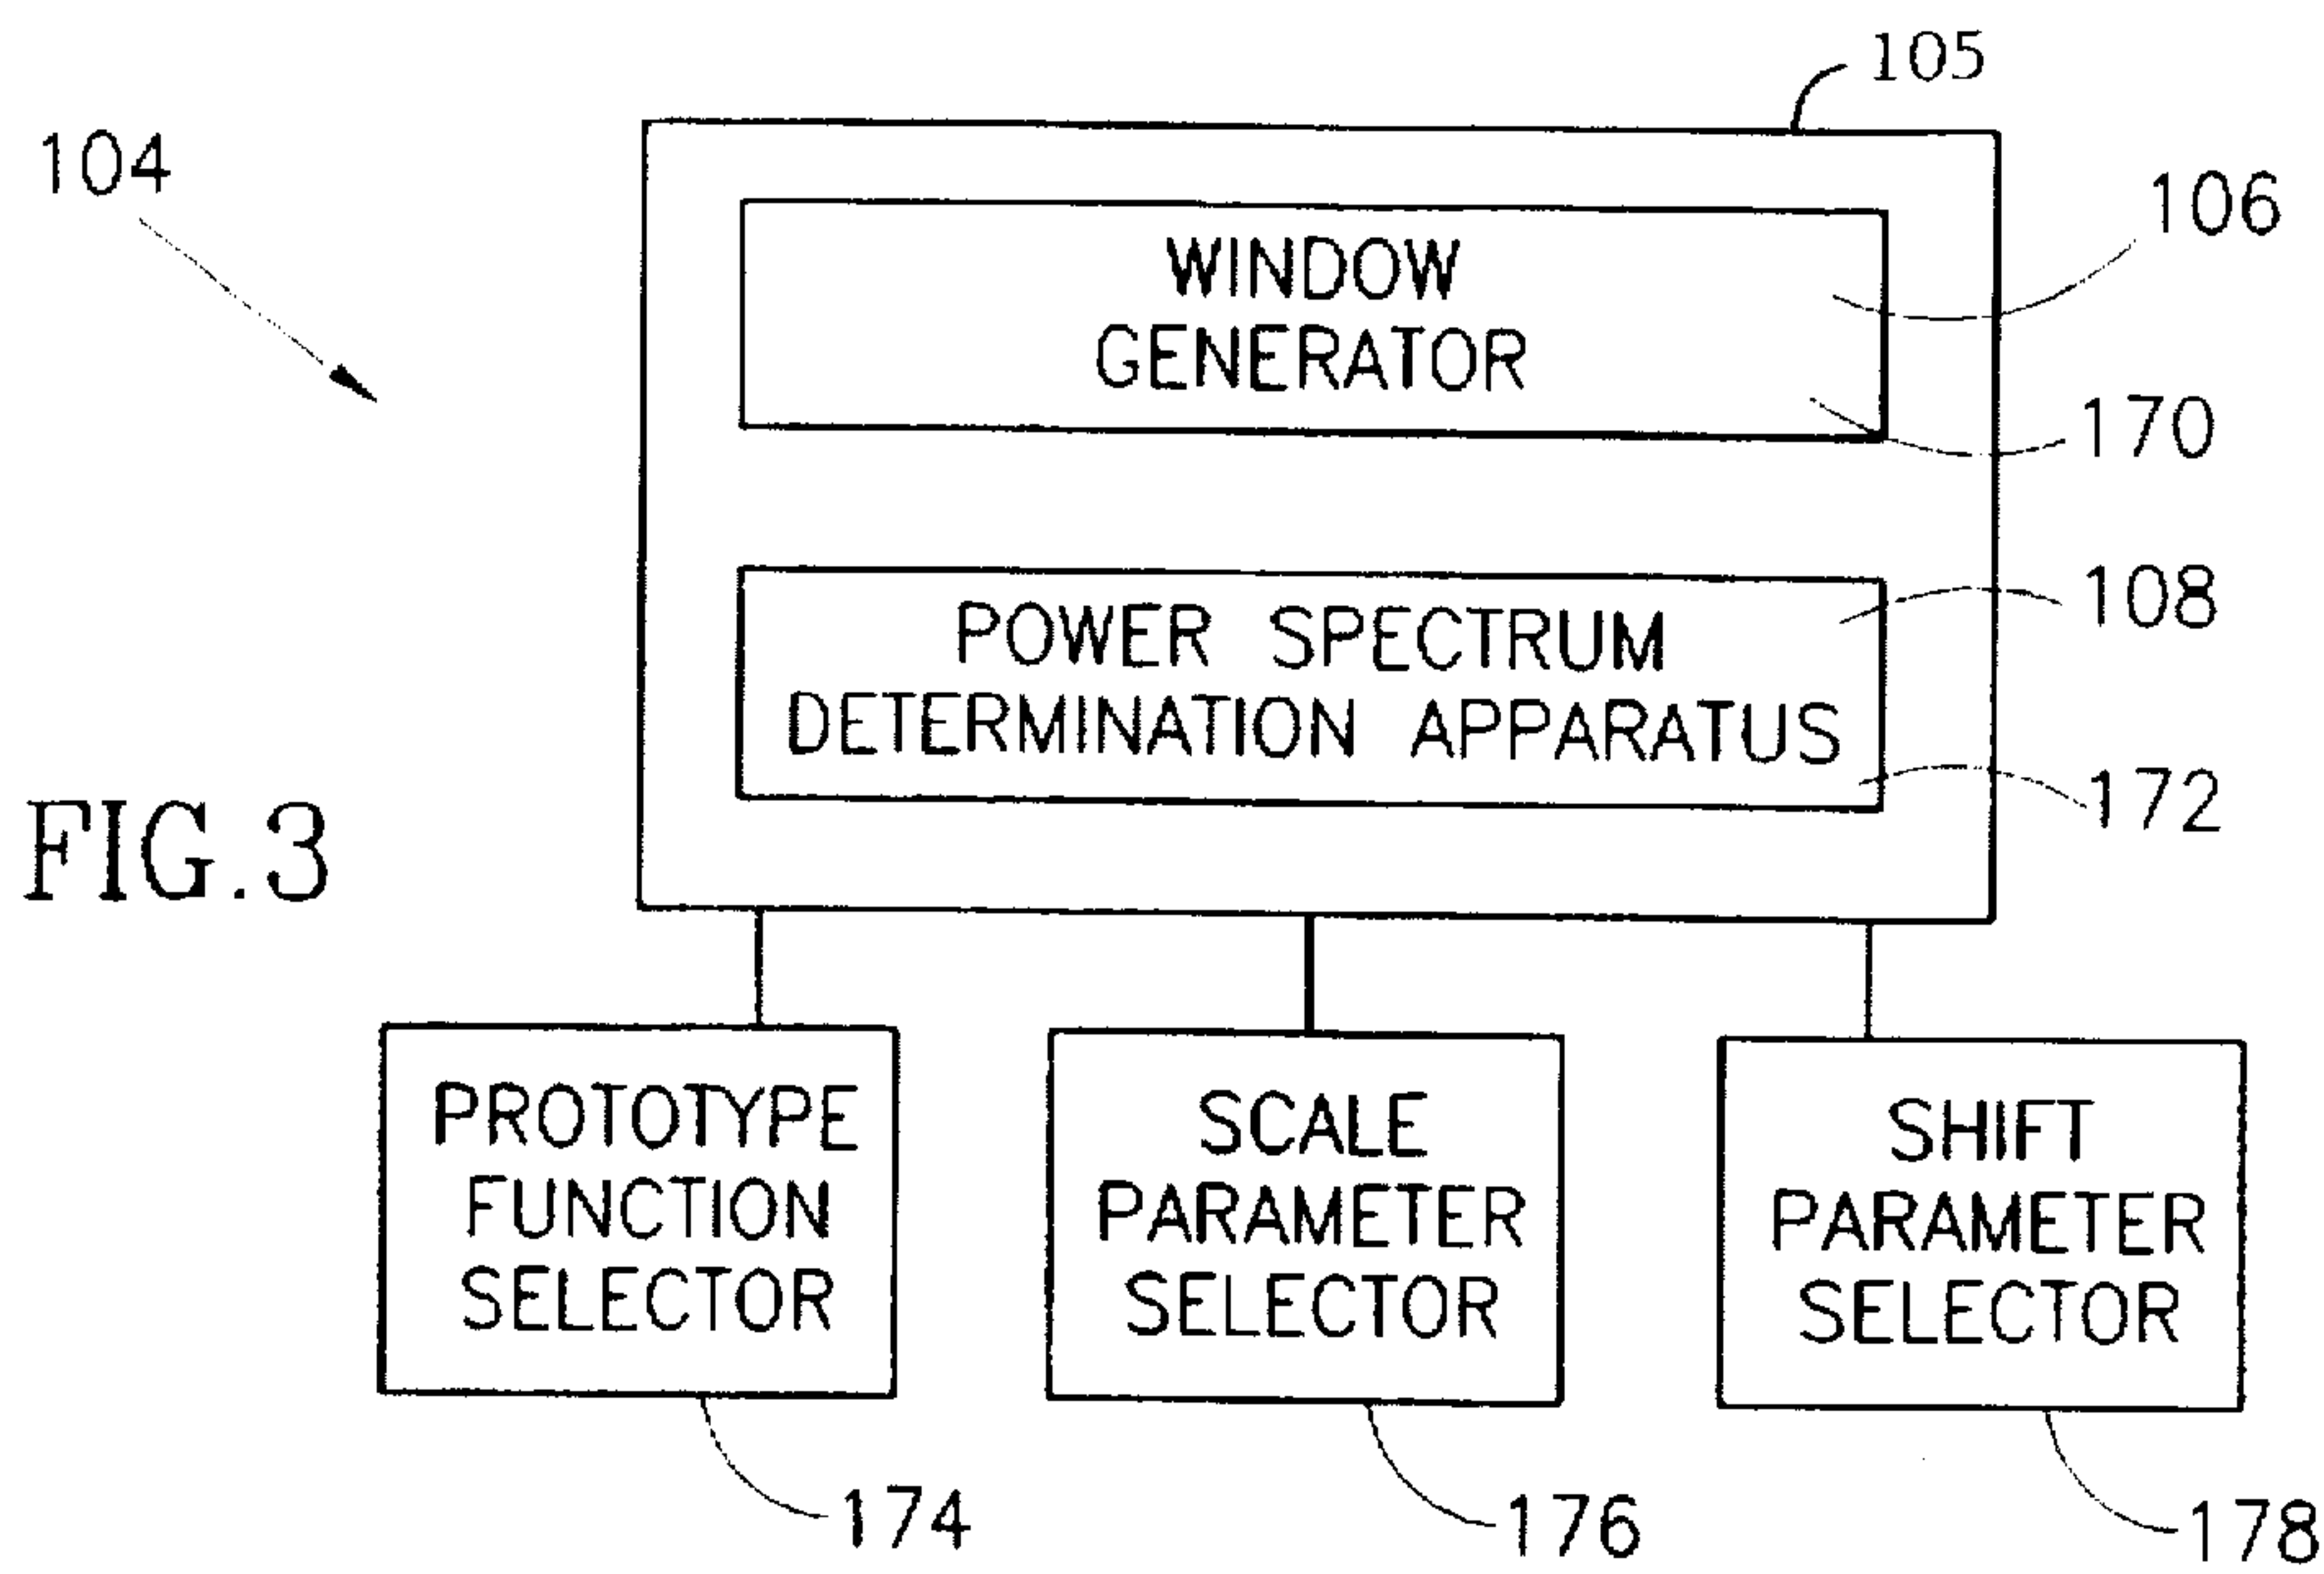 105
104
106
WINDOW
GENERATOR
170
108
POWER SPECTRUM
DETERMINATION APPARATUS
172
FIG.3
PROTOTYPE
FUNCTION
SELECTOR
SCALE
PARAMETER
SELECTOR
SHIFT
PARAMETER
SELECTOR
174
176
178